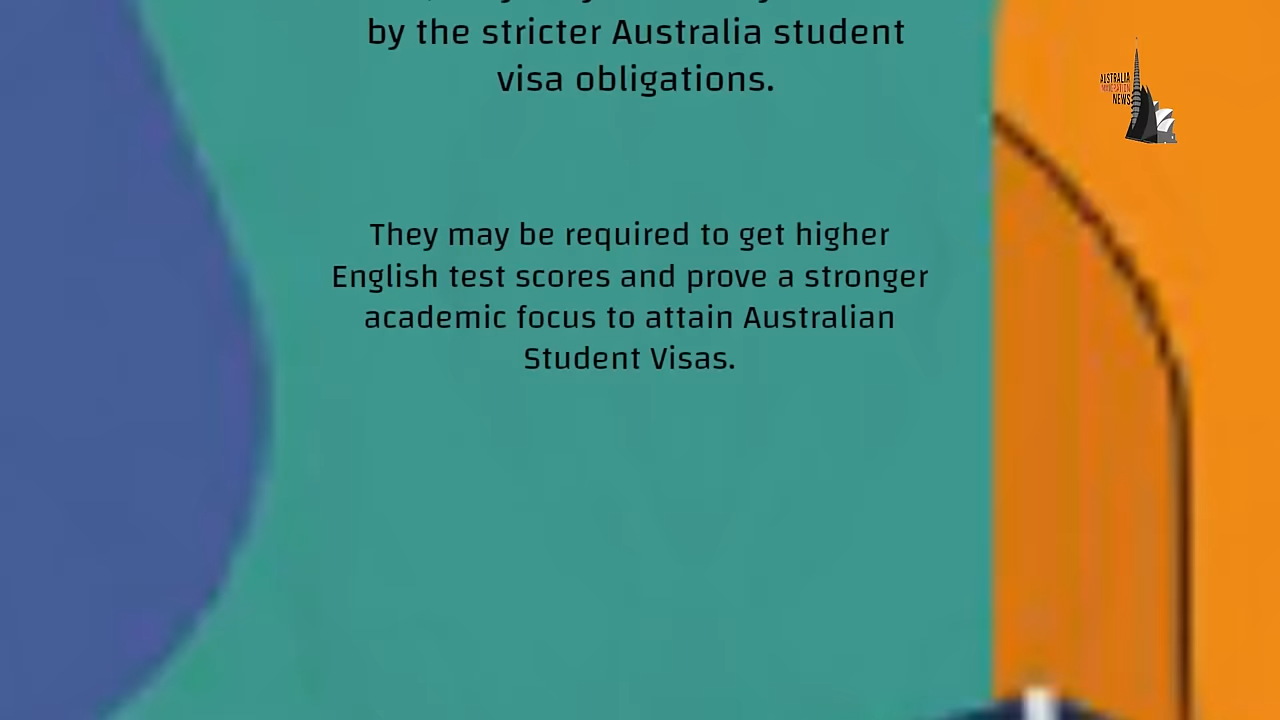 by the stricter Australia student
visa obligations.
They may be required to get higher
English test scores and prove a stronger
academic focus to attain Australian
Student Visas.
AUSTRALIA
IMMIGRATION
NEWS